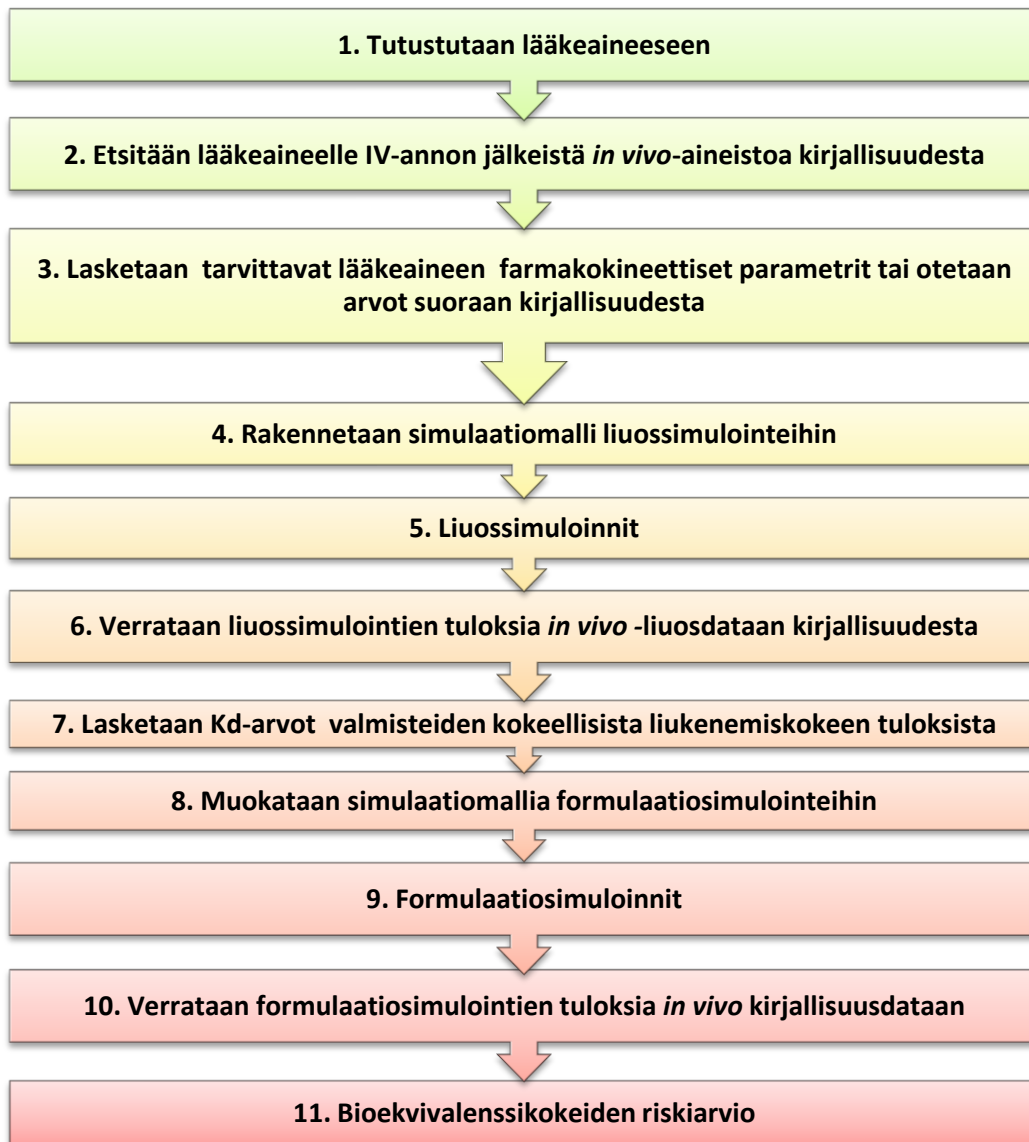 1. Tutustutaan lääkeaineeseen
2. Etsitään lääkeaineelle IV-annon jälkeistä in vivo-aineistoa kirjallisuudesta
3. Lasketaan tarvittavat lääkeaineen farmakokineettiset parametrit tai otetaan
arvot suoraan kirjallisuudesta
4. Rakennetaan simulaatiomalli liuossimulointeihin
5. Liuossimuloinnit
6. Verrataan liuossimulointien tuloksia in vivo -liuosdataan kirjallisuudesta
7. Lasketaan Kd-arvot valmisteiden kokeellisista liukenemiskokeen tuloksista
8. Muokataan simulaatiomallia formulaatiosimulointeihin
9. Formulaatiosimuloinnit
10. Verrataan formulaatiosimulointien tuloksia in vivo kirjallisuusdataan
11. Bioekvivalenssikokeiden riskiarvio